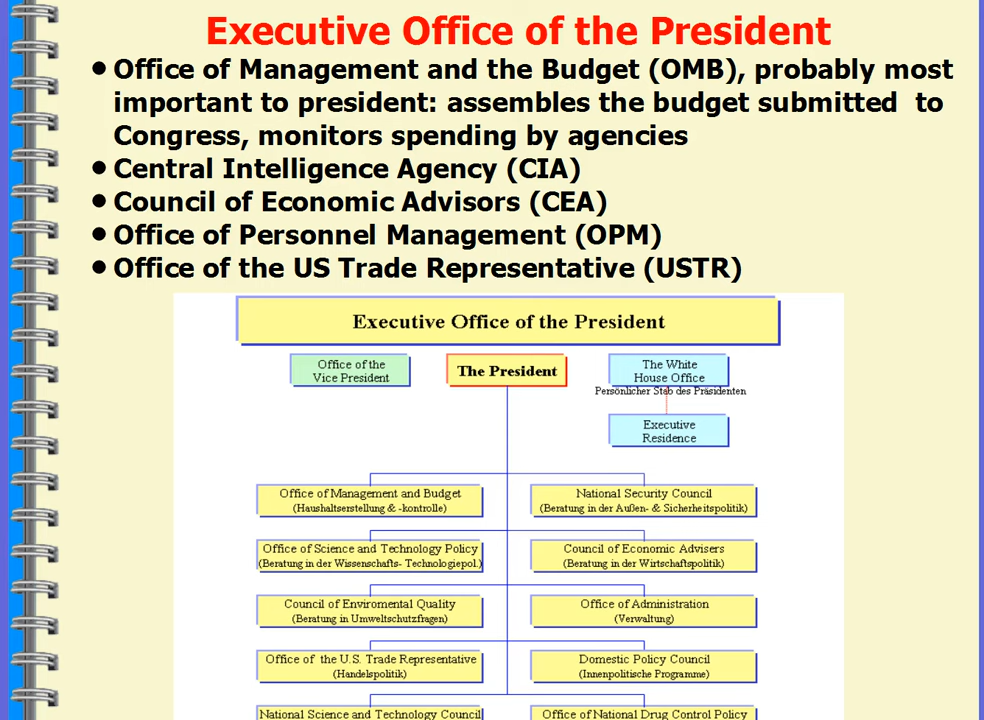 Executive Office of the President
• Office of Management and the Budget (OMB), probably most
important to president: assembles the budget submitted to
Congress, monitors spending by agencies
• Central Intelligence Agency (CIA)
• Council of Economic Advisors (CEA)
• Office of Personnel Management (OPM)
• Office of the US Trade Representative (USTR)
Executive Office of the President
Office of the
Vice President
The President
The White
House Office
Persönlicher Stab des Präsidenten
Executive
Residence
Office of Management and Budget
(Haushaltserstellung & -kontrolle)
National Security Council
(Beratung in der Außen- & Sicherheitspolitik)
Office of Science and Technology Policy
(Beratung in der Wissenschafts- Technologiepol.)
Council of Economic Advisers
(Beratung in der Wirtschaftspolitik)
Council of Enviromental Quality
(Beratung in Umweltschutzfragen)
Office of Administration
(Verwaltung)
Office of the U.S. Trade Representative
(Handelspolitik)
Domestic Policy Council
(Innenpolitische Programme)
National Science and Technology Council
Office of National Drug Control Policy